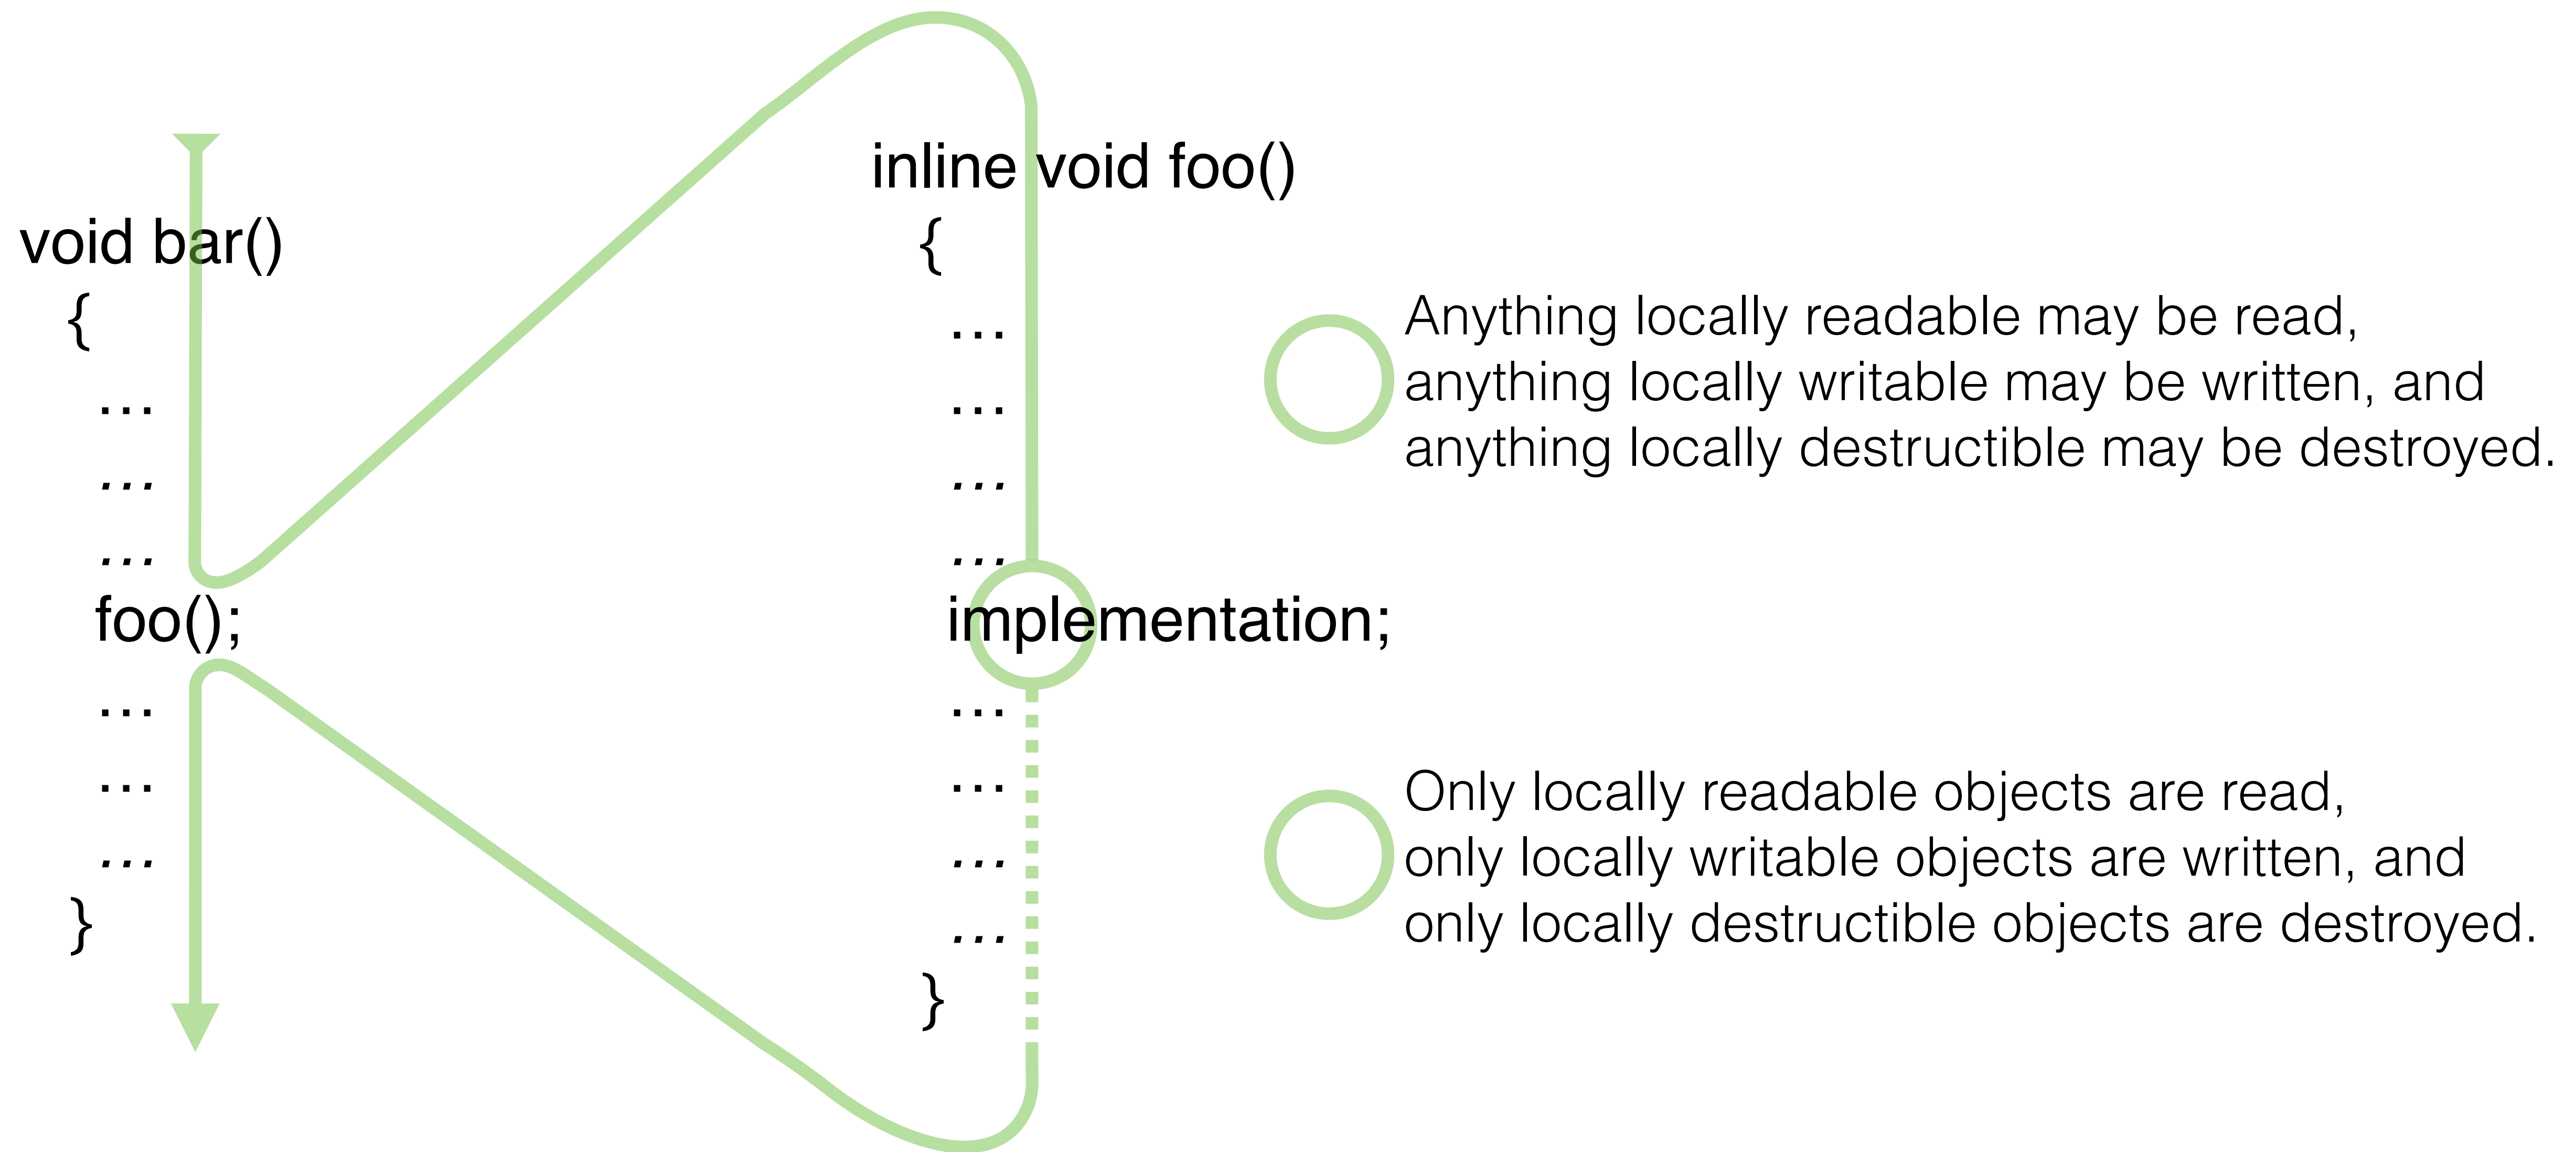 void bar()
{
…
…
…
foo();
…
…
…
}
inline void foo()
{
…
…
…
…
implementation;
…
…
…
…
}
Anything locally readable may be read,
anything locally writable may be written, and
anything locally destructible may be destroyed.
Only locally readable objects are read,
only locally writable objects are written, and
only locally destructible objects are destroyed.